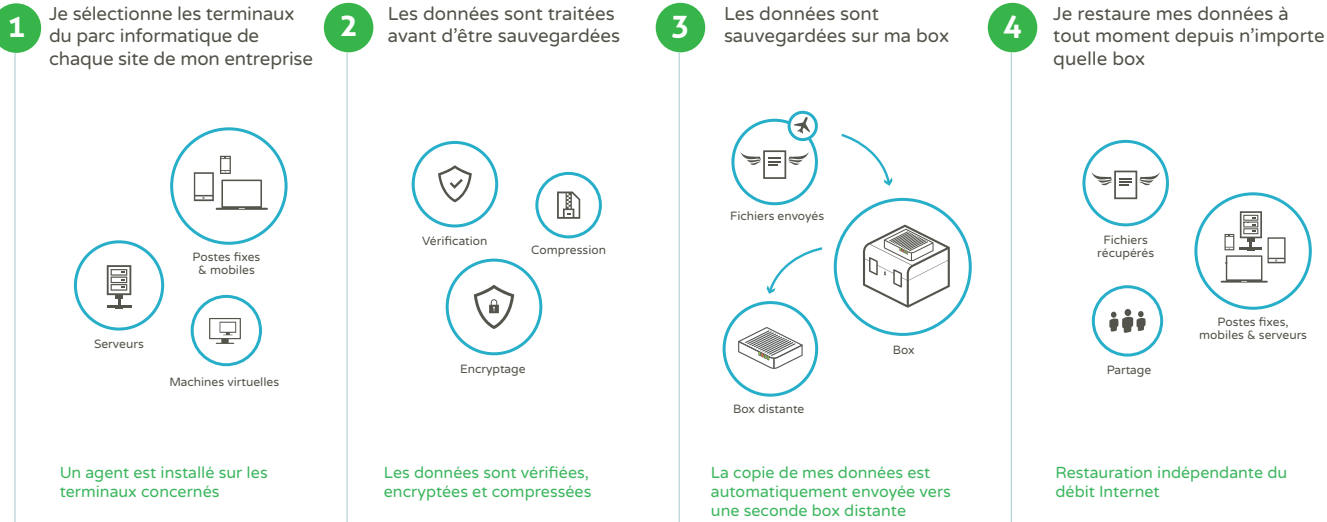 1
Je sélectionne les terminaux
du parc informatique de
chaque site de mon entreprise
Postes fixes
& mobiles
Serveurs
Machines virtuelles
Un agent est installé sur les
terminaux concernés
2
Les données sont traitées
avant d'être sauvegardées
Vérification
Compression
Encryptage
Les données sont vérifiées,
encryptées et compressées
3
Les données sont
sauvegardées sur ma box
Fichiers envoyés
Box
Box distante
La copie de mes données est
automatiquement envoyée vers
une seconde box distante
4
Je restaure mes données à
tout moment depuis n'importe
quelle box
Fichiers
récupérés
Postes fixes,
mobiles & serveurs
Partage
Restauration indépendante du
débit Internet